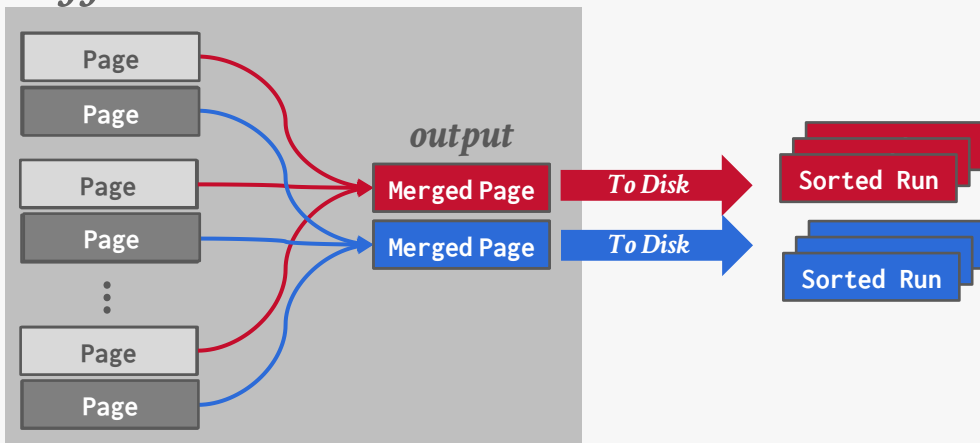 Page
Page
Page
Page
Page
Page
output
Merged Page
Merged Page
To Disk
To Disk
Sorted Run
Sorted Run